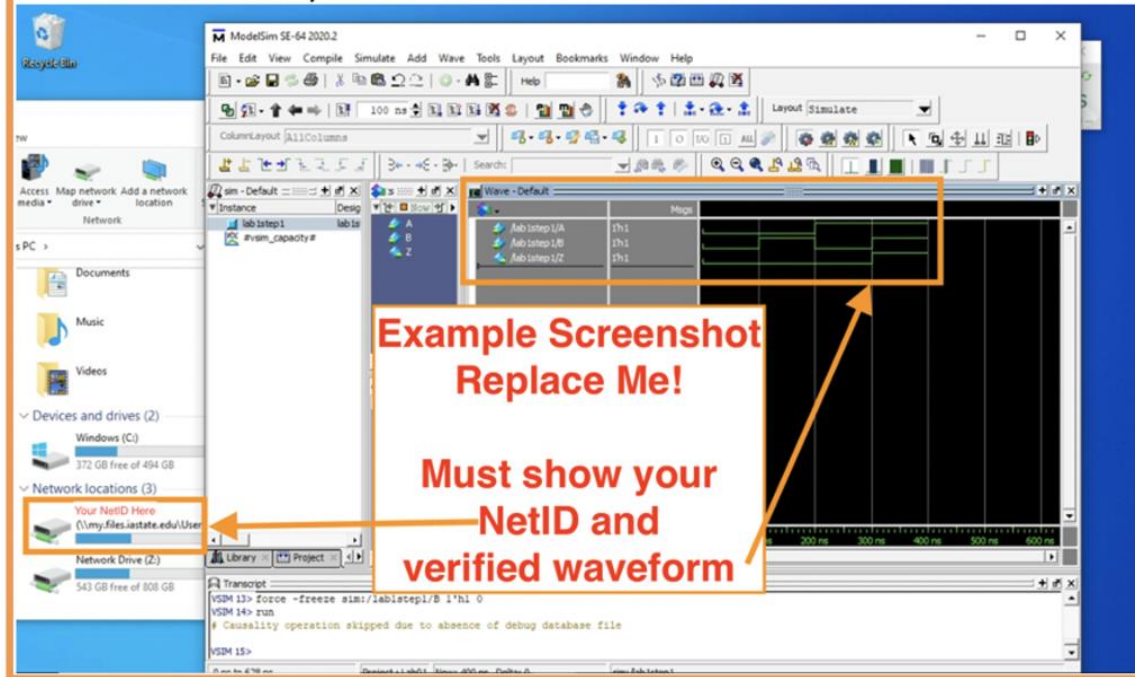 Recycle Bin
ModelSim SE-64 2020.2
File Edit View Compile Simulate Add Wave Tools Layout Bookmarks Window Help
Help
100 ns
Layout Simulate
ColumnLayout AllColumns
Search:
Access media
Map network drive
Add a network location
Network
s PC >
Documents
Music
Videos
Devices and drives (2)
Windows (C:)
372 GB free of 494 GB
Network locations (3)
Your NetID Here
(\\my.files.iastate.edu\User
Network Drive (Z:)
543 GB free of 808 GB
sim - Default
Instance Desig
lab1step1 lab1s
#vsim_capacity#
A
B
Z
Wave - Default
Msgs
/lab1step1/A 1'h1
/lab1step1/B 1'h1
/lab1step1/Z 1'h1
Example Screenshot
Replace Me!
Must show your
NetID and
verified waveform
200 ns 300 ns 400 ns 500 ns 600 ns
Library Project
Transcript
VSIM 13> force -freeze sim:/lab1step1/B 1'h1 0
VSIM 14> run
# Causality operation skipped due to absence of debug database file
VSIM 15>